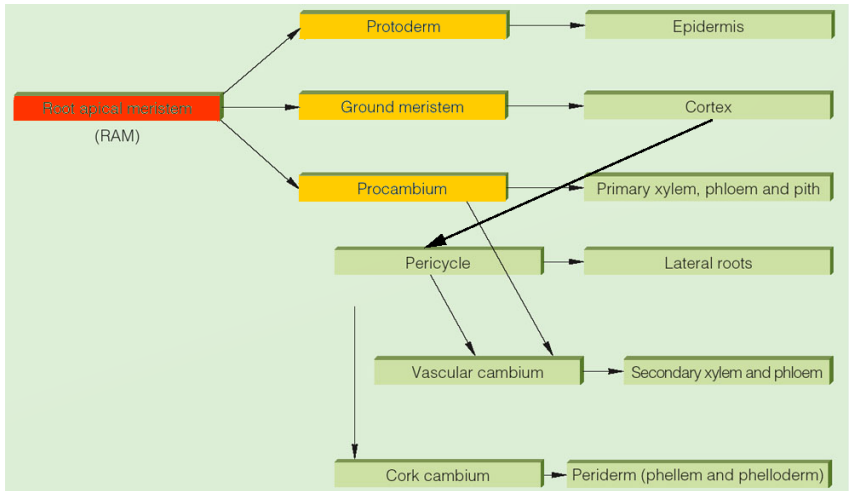 Protoderm
Epidermis
Root apical meristem
Ground meristem
Cortex
(RAM)
Procambium
Primary xylem, phloem and pith
Pericycle
Lateral roots
Vascular cambium
Secondary xylem and phloem
Cork cambium
Periderm (phellem and phelloderm)